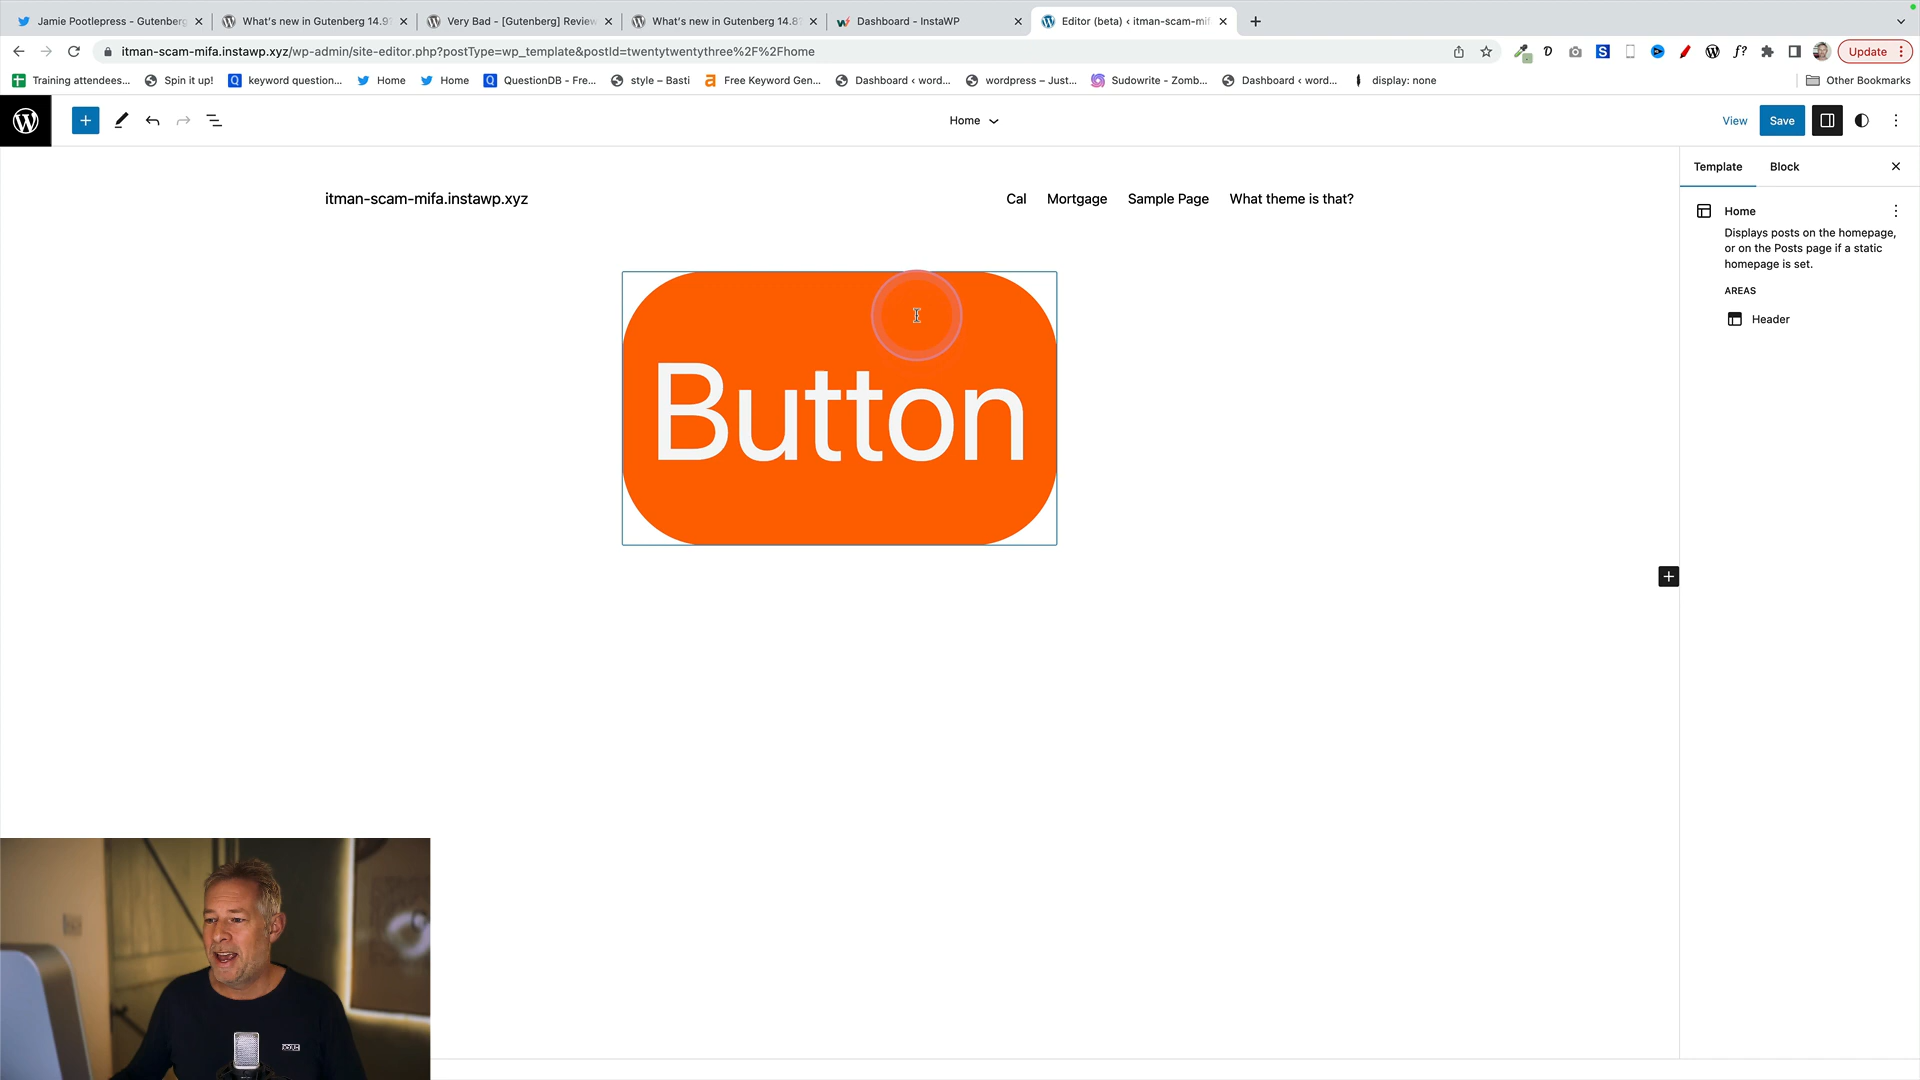 Jamie Pootlepress - Gutenberg
What's new in Gutenberg 14.9?
Very Bad - [Gutenberg] Review
What's new in Gutenberg 14.8?
Dashboard - InstaWP
Editor (beta) ‹ itman-scam-mif
itman-scam-mifa.instawp.xyz/wp-admin/site-editor.php?postType=wp_template&postId=twentytwentythree%2F%2Fhome
Update
Training attendees...
Spin it up!
keyword question...
Home
Home
QuestionDB - Fre...
style – Basti
Free Keyword Gen...
Dashboard ‹ word...
wordpress – Just...
Sudowrite - Zomb...
Dashboard ‹ word...
display: none
Other Bookmarks
Home
View
Save
Template
Block
itman-scam-mifa.instawp.xyz
Cal
Mortgage
Sample Page
What theme is that?
Home
Displays posts on the homepage,
or on the Posts page if a static
homepage is set.
AREAS
Header
Button